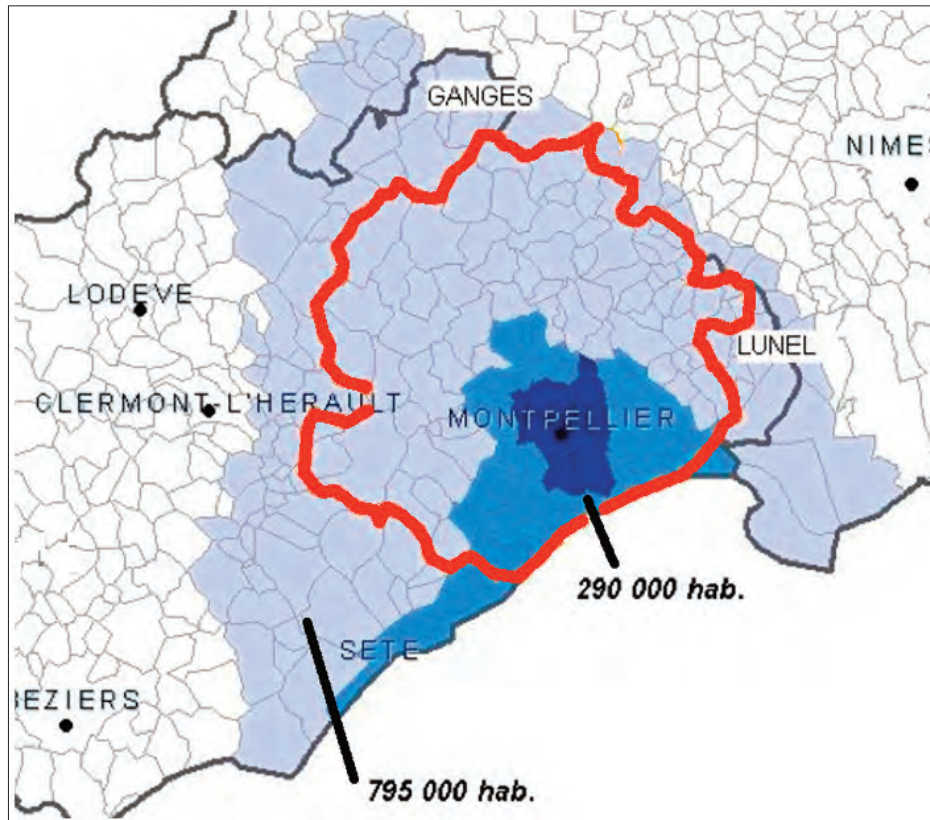 GANGES
NIMES
LODEVE
LUNEL
CLERMONT-L'HERAULT
MONTPELLIER
290 000 hab.
SETE
BEZIERS
795 000 hab.